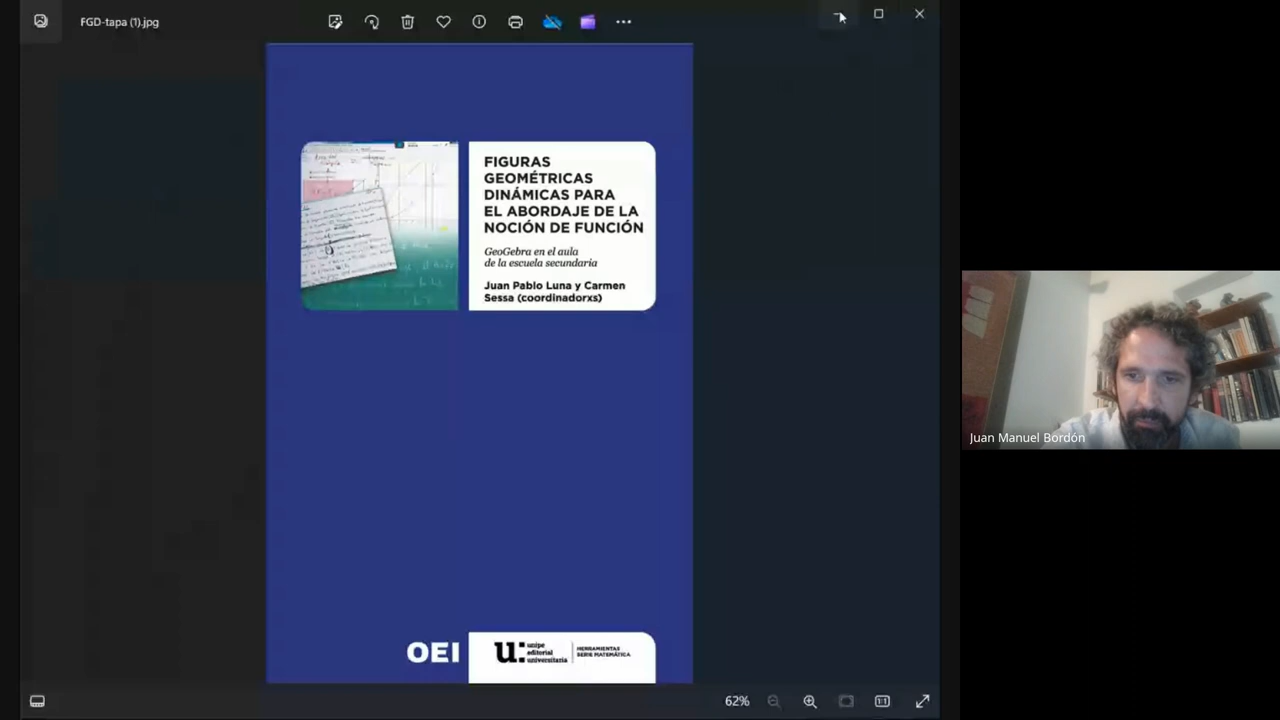 FGD-tapa (1).jpg
FIGURAS
GEOMÉTRICAS
DINÁMICAS PARA
EL ABORDAJE DE LA
NOCIÓN DE FUNCIÓN
GeoGebra en el aula
de la escuela secundaria
Juan Pablo Luna y Carmen
Sessa (coordinadorxs)
OEI
u:
unipe
editorial
universitaria
HERRAMIENTAS
SERIE MATEMÁTICA
62%
1:1
Juan Manuel Bordón